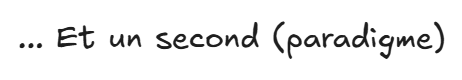 ... Et un second (paradigme)